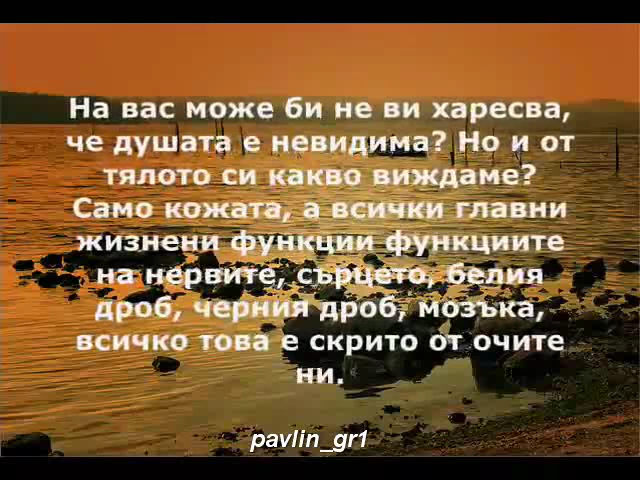 На вас може би не ви харесва,
че душата е невидима? Но и от
тялото си какво виждаме?
Само кожата, а всички главни
жизнени функции функциите
на нервите, сърцето, белия
дроб, черния дроб, мозъка,
всичко това е скрито от очите
ни.
pavlin_gr1